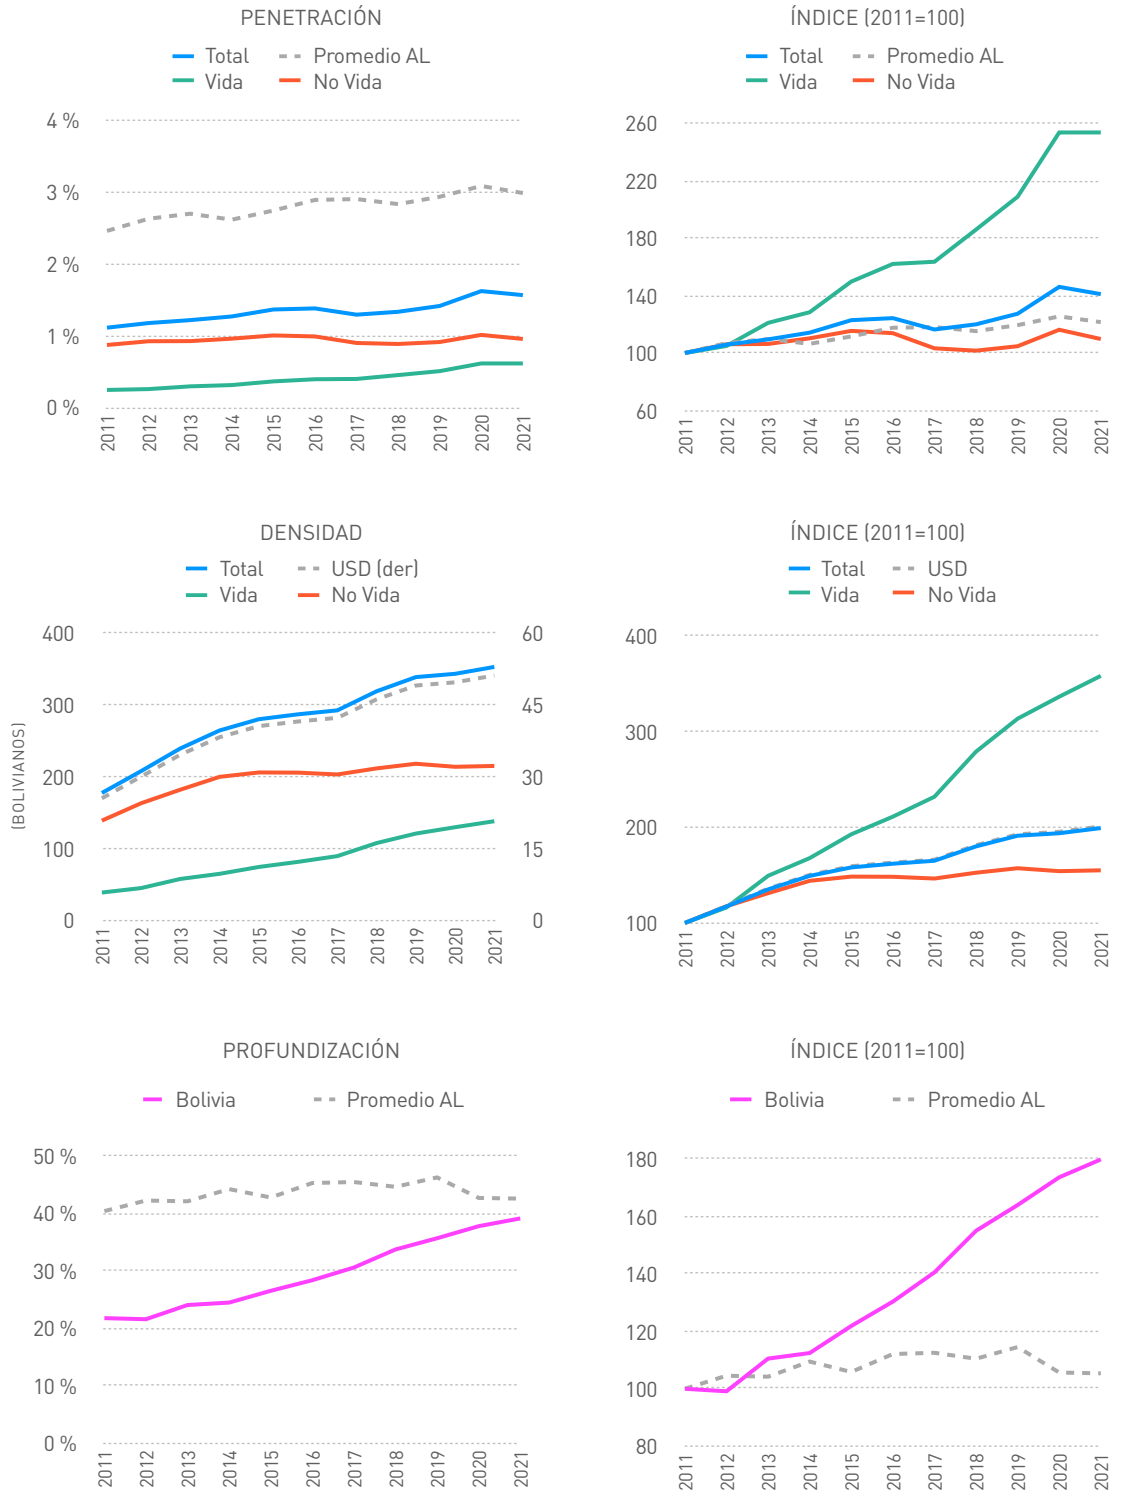 PENETRACIÓN
Total Promedio AL
Vida No Vida
4 %
3 %
2 %
1 %
0 %
2011 2012 2013 2014 2015 2016 2017 2018 2019 2020 2021
ÍNDICE (2011=100)
Total Promedio AL
Vida No Vida
260
220
180
140
100
60
2011 2012 2013 2014 2015 2016 2017 2018 2019 2020 2021
DENSIDAD
Total USD (der)
Vida No Vida
(BOLIVIANOS)
400 60
300 45
200 30
100 15
0 0
2011 2012 2013 2014 2015 2016 2017 2018 2019 2020 2021
ÍNDICE (2011=100)
Total USD
Vida No Vida
400
300
200
100
2011 2012 2013 2014 2015 2016 2017 2018 2019 2020 2021
PROFUNDIZACIÓN
Bolivia Promedio AL
50 %
40 %
30 %
20 %
10 %
0 %
2011 2012 2013 2014 2015 2016 2017 2018 2019 2020 2021
ÍNDICE (2011=100)
Bolivia Promedio AL
180
160
140
120
100
80
2011 2012 2013 2014 2015 2016 2017 2018 2019 2020 2021